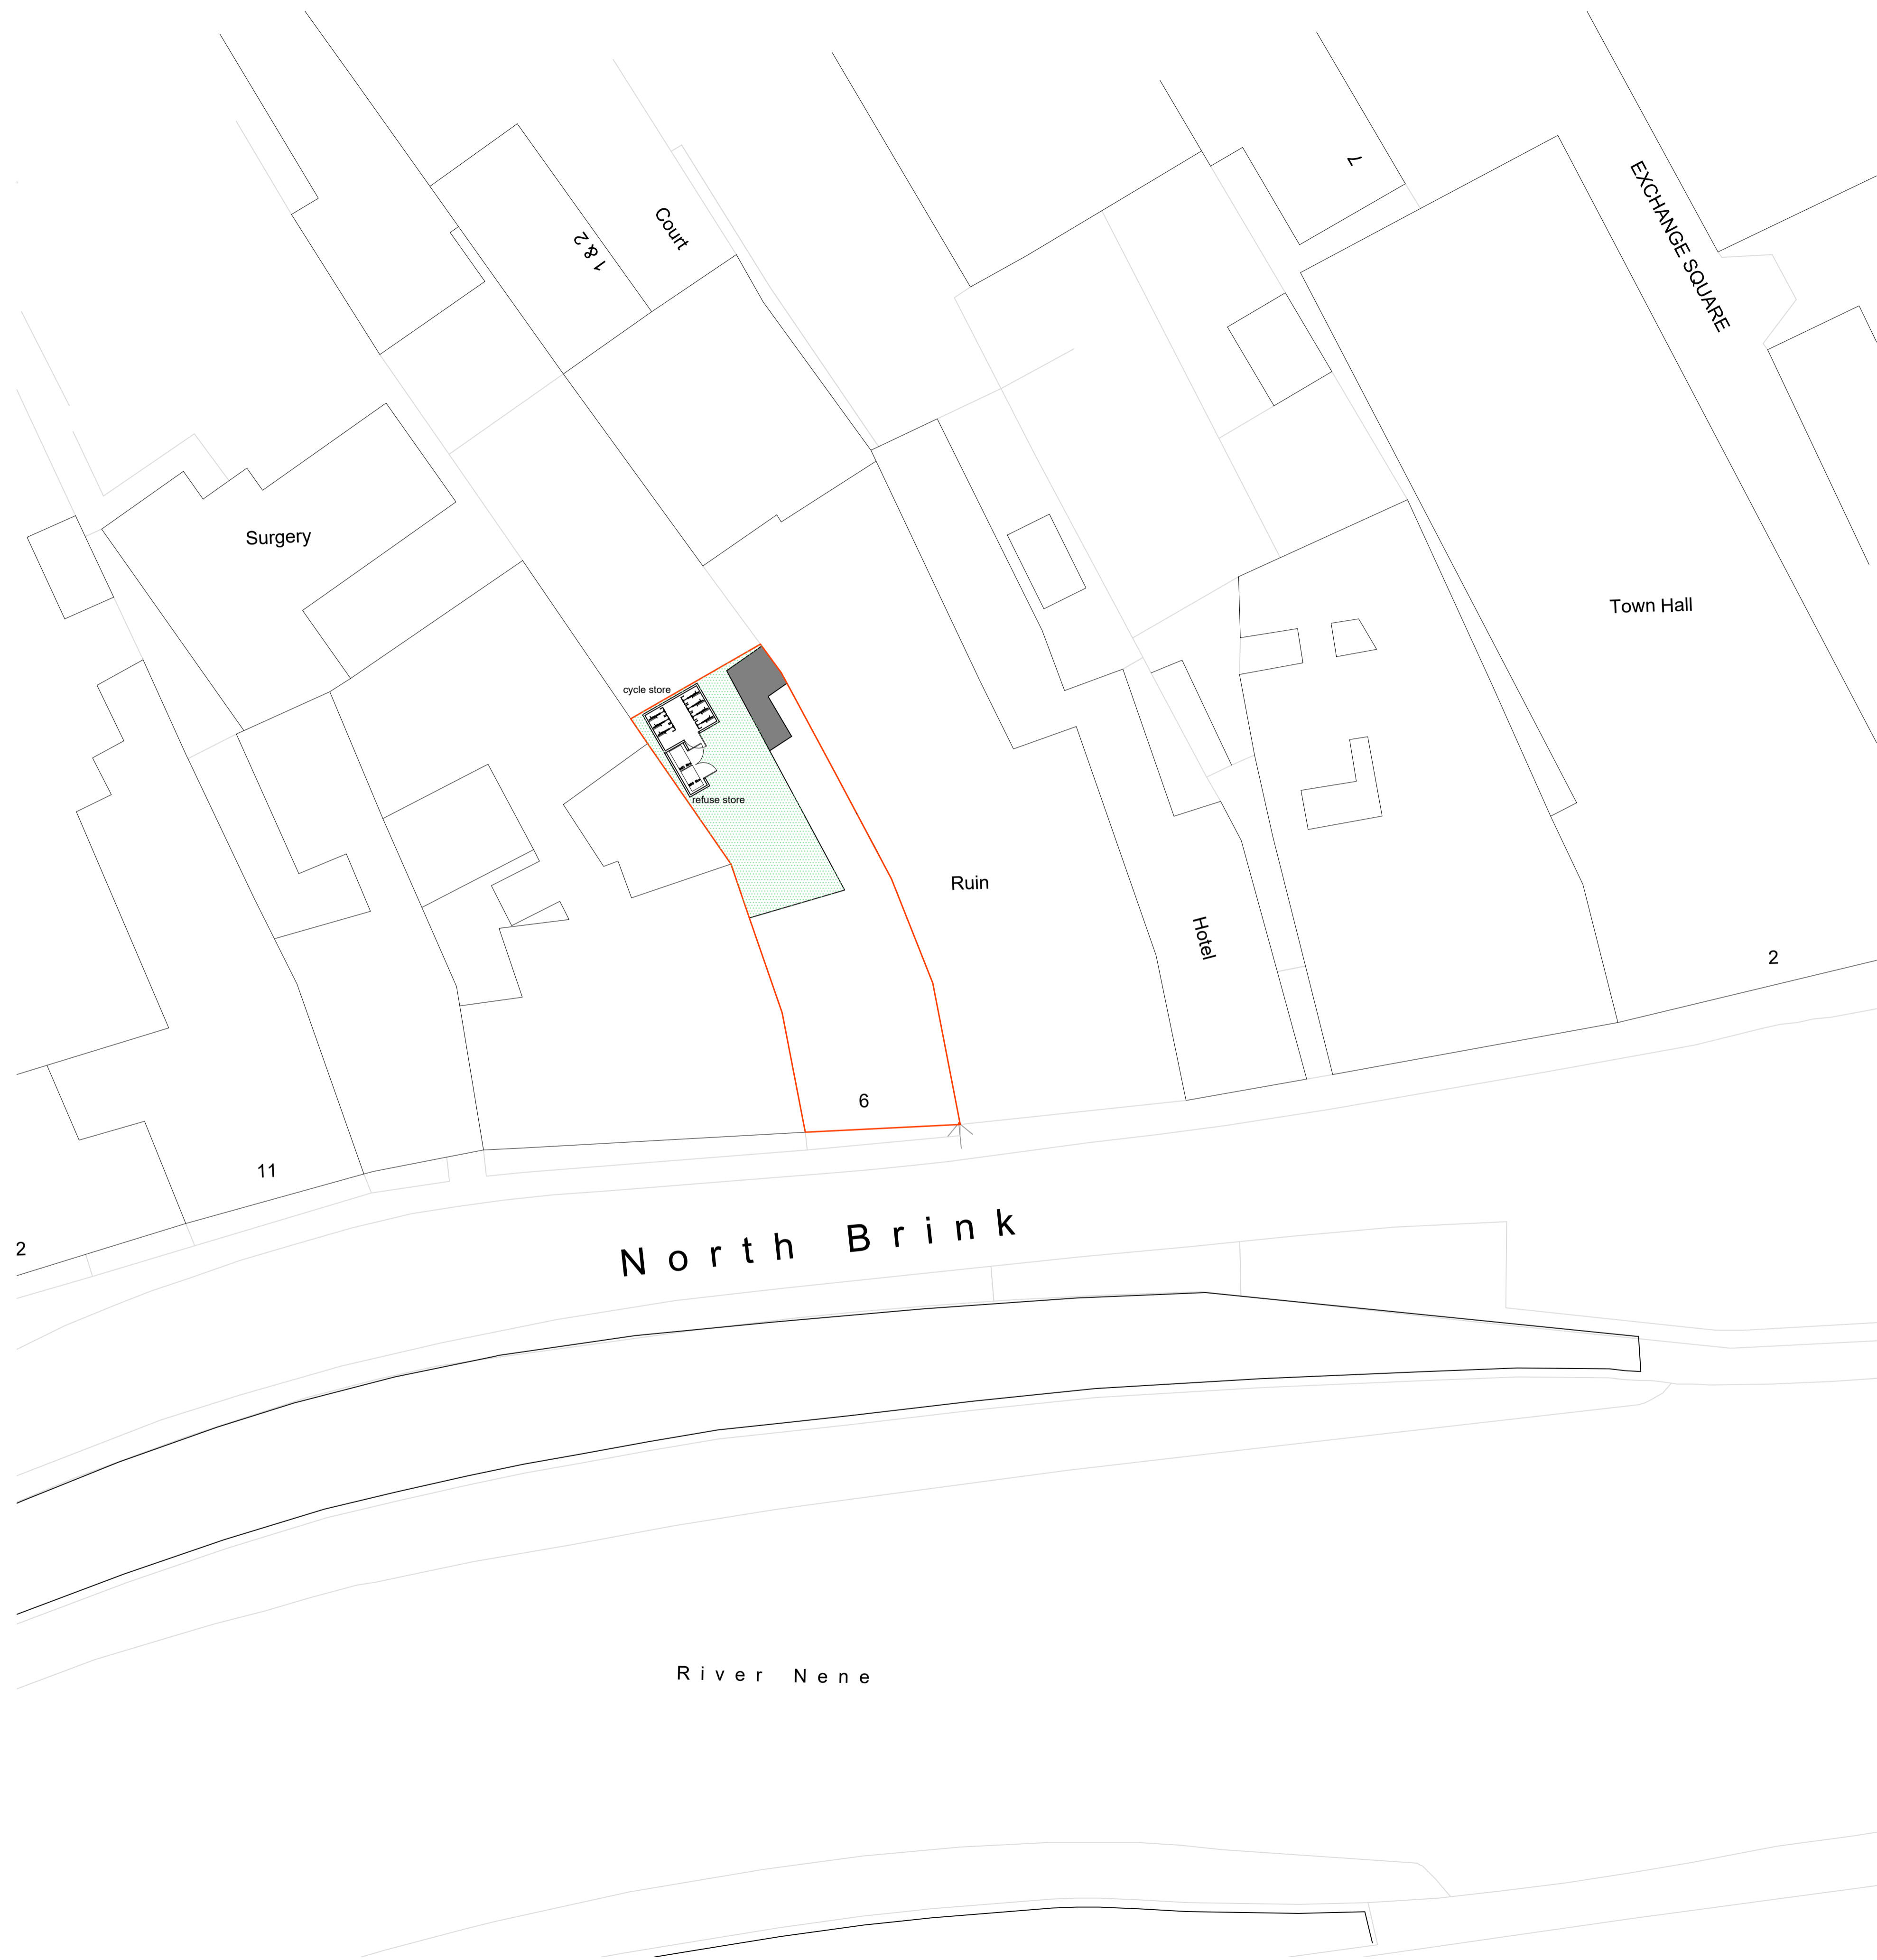 7
EXCHANGE SQUARE
Court
1 & 2
Surgery
Town Hall
cycle store
refuse store
Ruin
Hotel
2
6
11
2
North Brink
River Nene